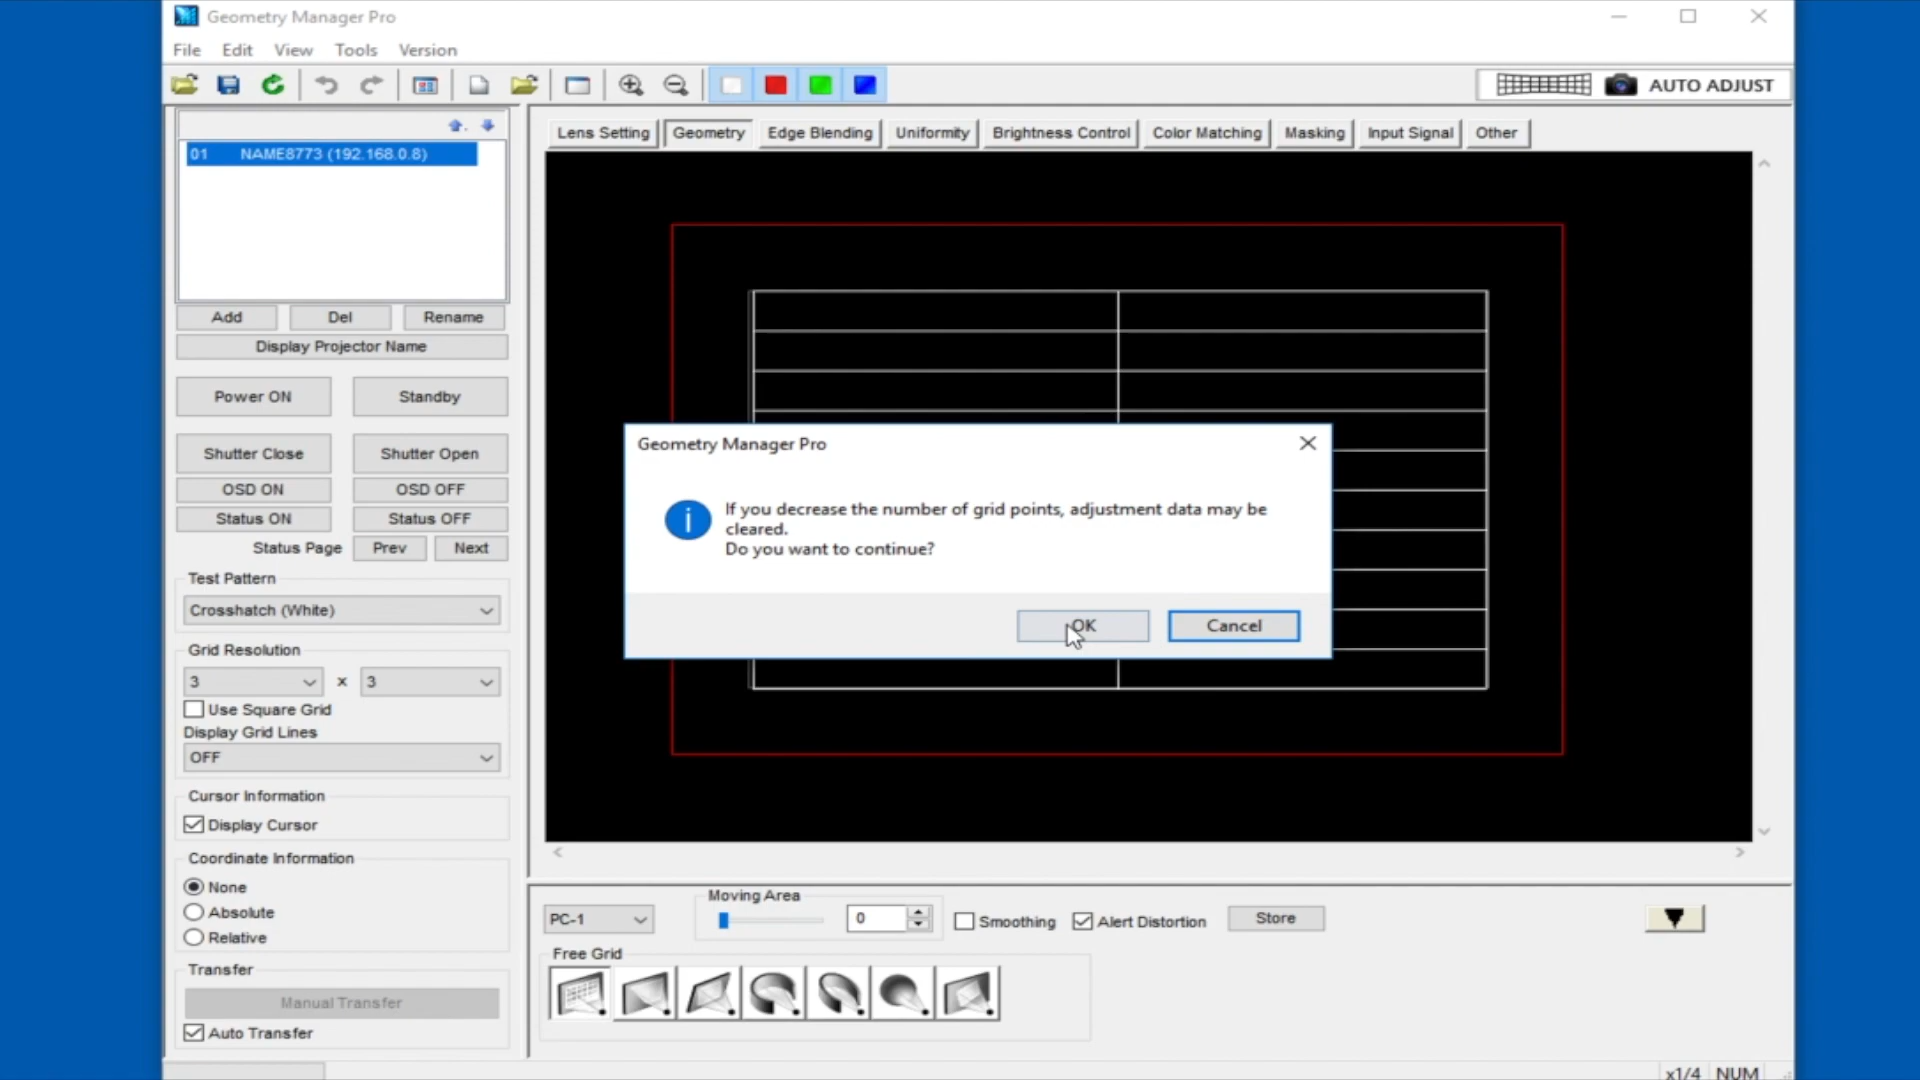 Geometry Manager Pro
File Edit View Tools Version
AUTO ADJUST
01 NAME8773 (192.168.0.8)
Add Del Rename
Display Projector Name
Power ON Standby
Shutter Close Shutter Open
OSD ON OSD OFF
Status ON Status OFF
Status Page Prev Next
Test Pattern
Crosshatch (White)
Grid Resolution
3 x 3
Use Square Grid
Display Grid Lines
OFF
Cursor Information
Display Cursor
Coordinate Information
None
Absolute
Relative
Transfer
Manual Transfer
Auto Transfer
Lens Setting Geometry Edge Blending Uniformity Brightness Control Color Matching Masking Input Signal Other
Geometry Manager Pro
If you decrease the number of grid points, adjustment data may be
cleared.
Do you want to continue?
OK Cancel
Moving Area
PC-1 0 Smoothing Alert Distortion Store
Free Grid
x1/4 NUM